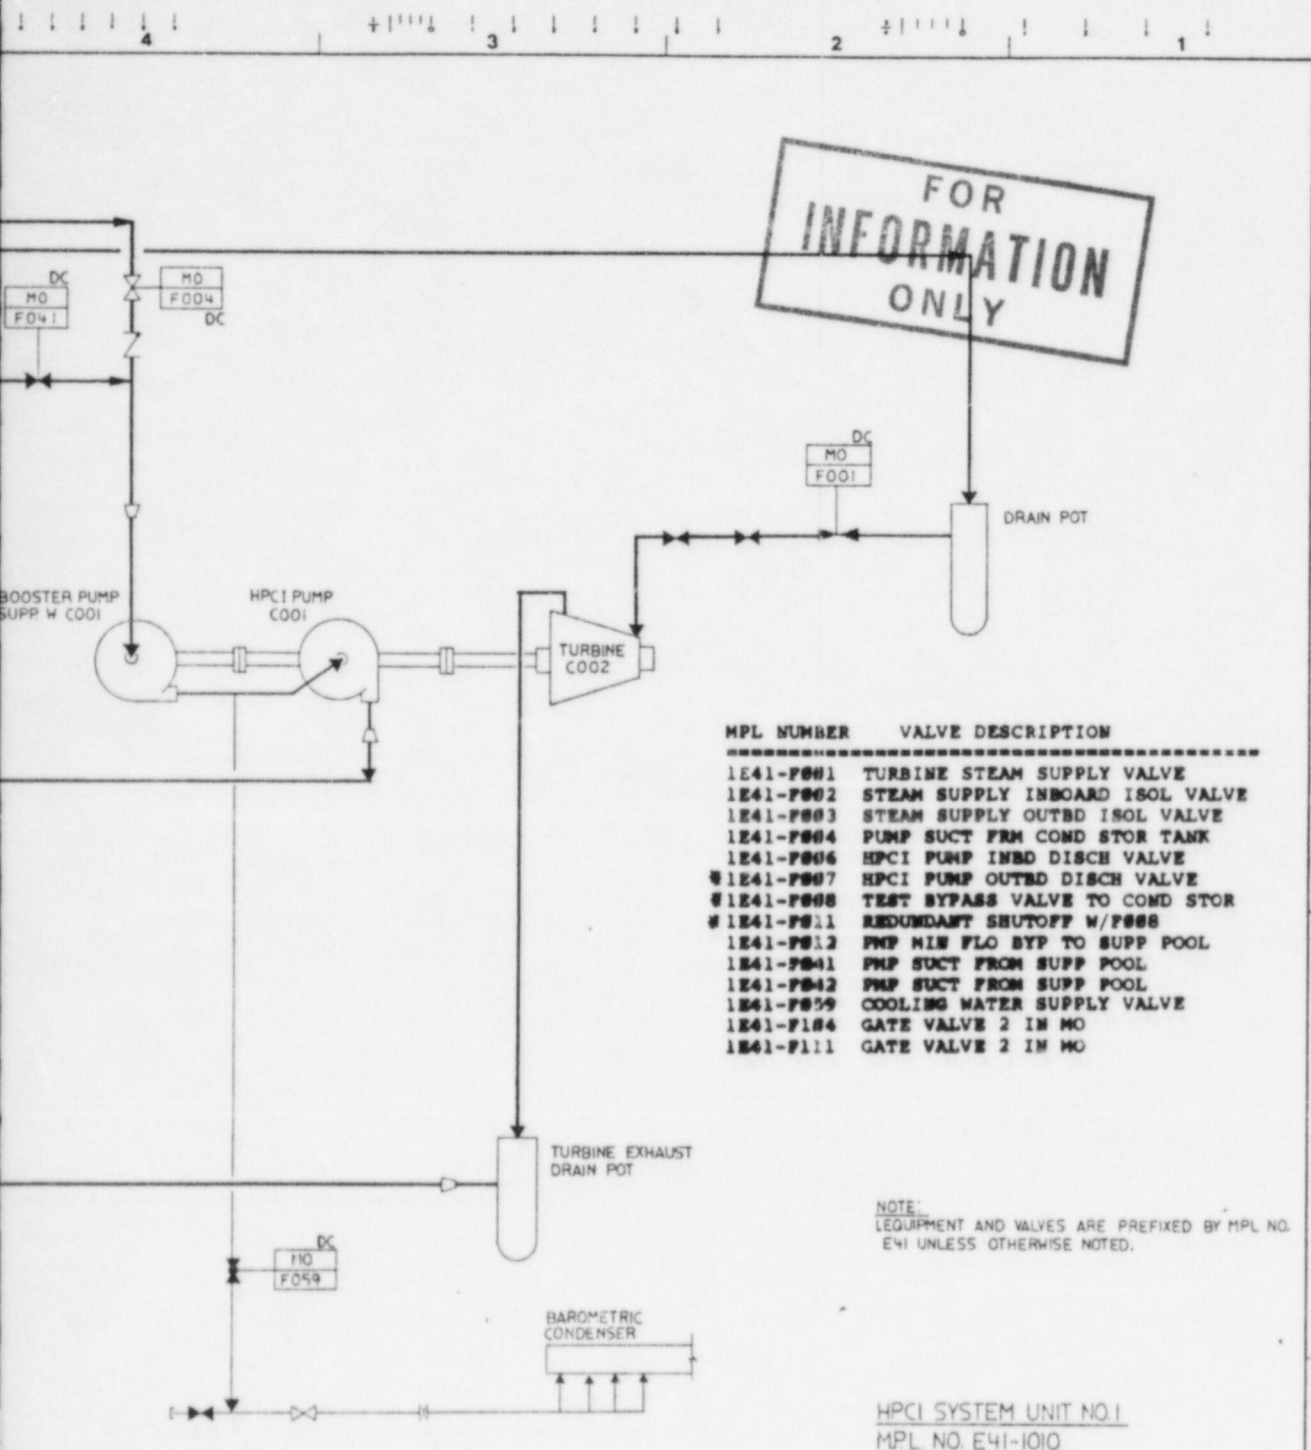 4 3 2 1
FOR
INFORMATION
ONLY
DC
MO
F041
MO
F004
DC
DC
MO
F001
DRAIN POT
BOOSTER PUMP
SUPP. W C001
HPCI PUMP
C001
TURBINE
C002
MPL NUMBER VALVE DESCRIPTION
1E41-F001 TURBINE STEAM SUPPLY VALVE
1E41-F002 STEAM SUPPLY INBOARD ISOL VALVE
1E41-F003 STEAM SUPPLY OUTBD ISOL VALVE
1E41-F004 PUMP SUCT FRM COND STOR TANK
1E41-F006 HPCI PUMP INBD DISCH VALVE
1E41-F007 HPCI PUMP OUTBD DISCH VALVE
1E41-F008 TEST BYPASS VALVE TO COND STOR
1E41-F011 REDUNDANT SHUTOFF W/F008
1E41-F012 PMP MIN FLO BYP TO SUPP POOL
1E41-F041 PMP SUCT FROM SUPP POOL
1E41-F042 PMP SUCT FROM SUPP POOL
1E41-F059 COOLING WATER SUPPLY VALVE
1E41-F104 GATE VALVE 2 IN MO
1E41-F111 GATE VALVE 2 IN MO
TURBINE EXHAUST
DRAIN POT
NOTE:
1.EQUIPMENT AND VALVES ARE PREFIXED BY MPL NO.
E41 UNLESS OTHERWISE NOTED.
DC
MO
F059
BAROMETRIC
CONDENSER
HPCI SYSTEM UNIT NO.1
MPL NO. E41-1010